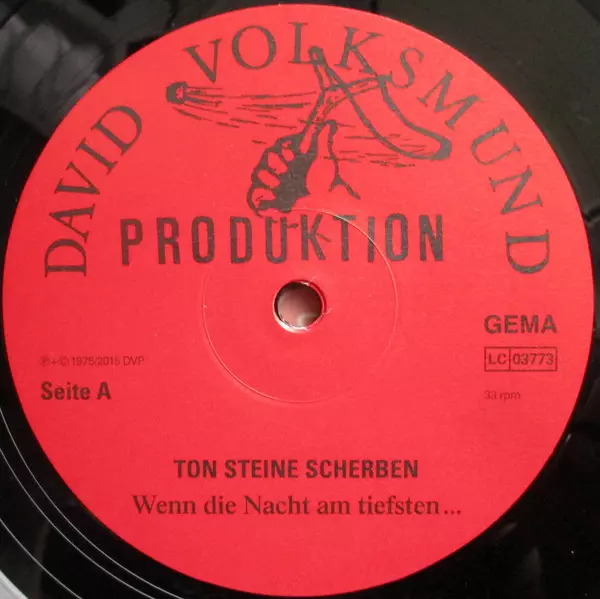 DAVID VOLKSMUND
PRODUKTION
GEMA
℗+© 1975/2015 DVP
LC 03773
Seite A
33 rpm
TON STEINE SCHERBEN
Wenn die Nacht am tiefsten...